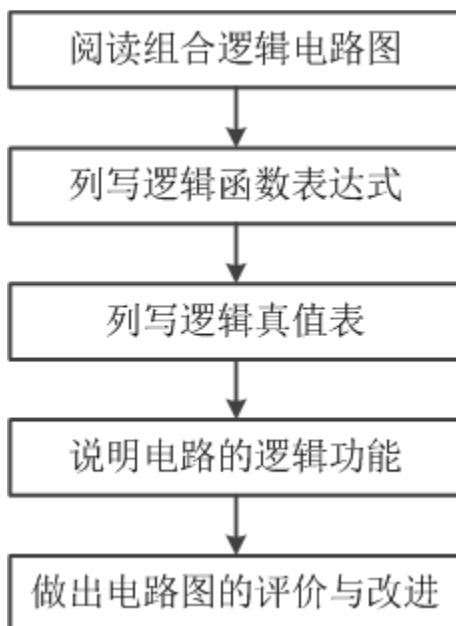 阅读组合逻辑电路图
列写逻辑函数表达式
列写逻辑真值表
说明电路的逻辑功能
做出电路图的评价与改进